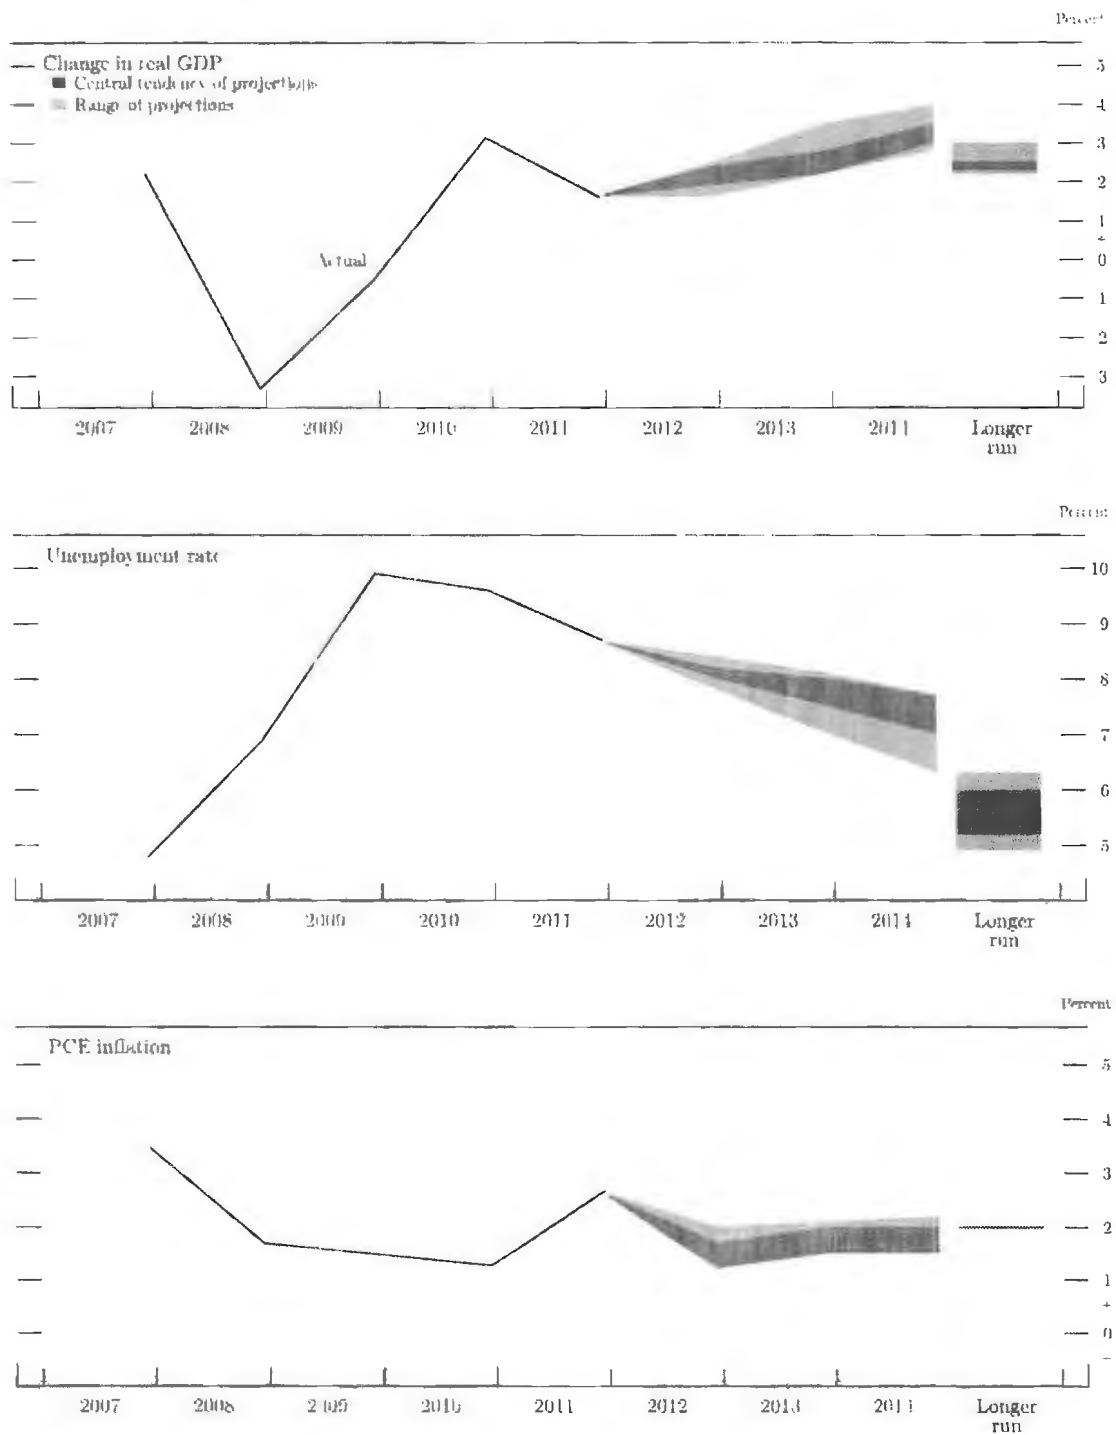 Percent
Change in real GDP
Central tendency of projections
Range of projections
5
4
3
2
1
+
0
1
2
3
Actual
2007 2008 2009 2010 2011 2012 2013 2014 Longer
run
Percent
Unemployment rate
10
9
8
7
6
5
2007 2008 2009 2010 2011 2012 2013 2014 Longer
run
Percent
PCE inflation
5
4
3
2
1
+
0
–
2007 2008 2009 2010 2011 2012 2013 2014 Longer
run